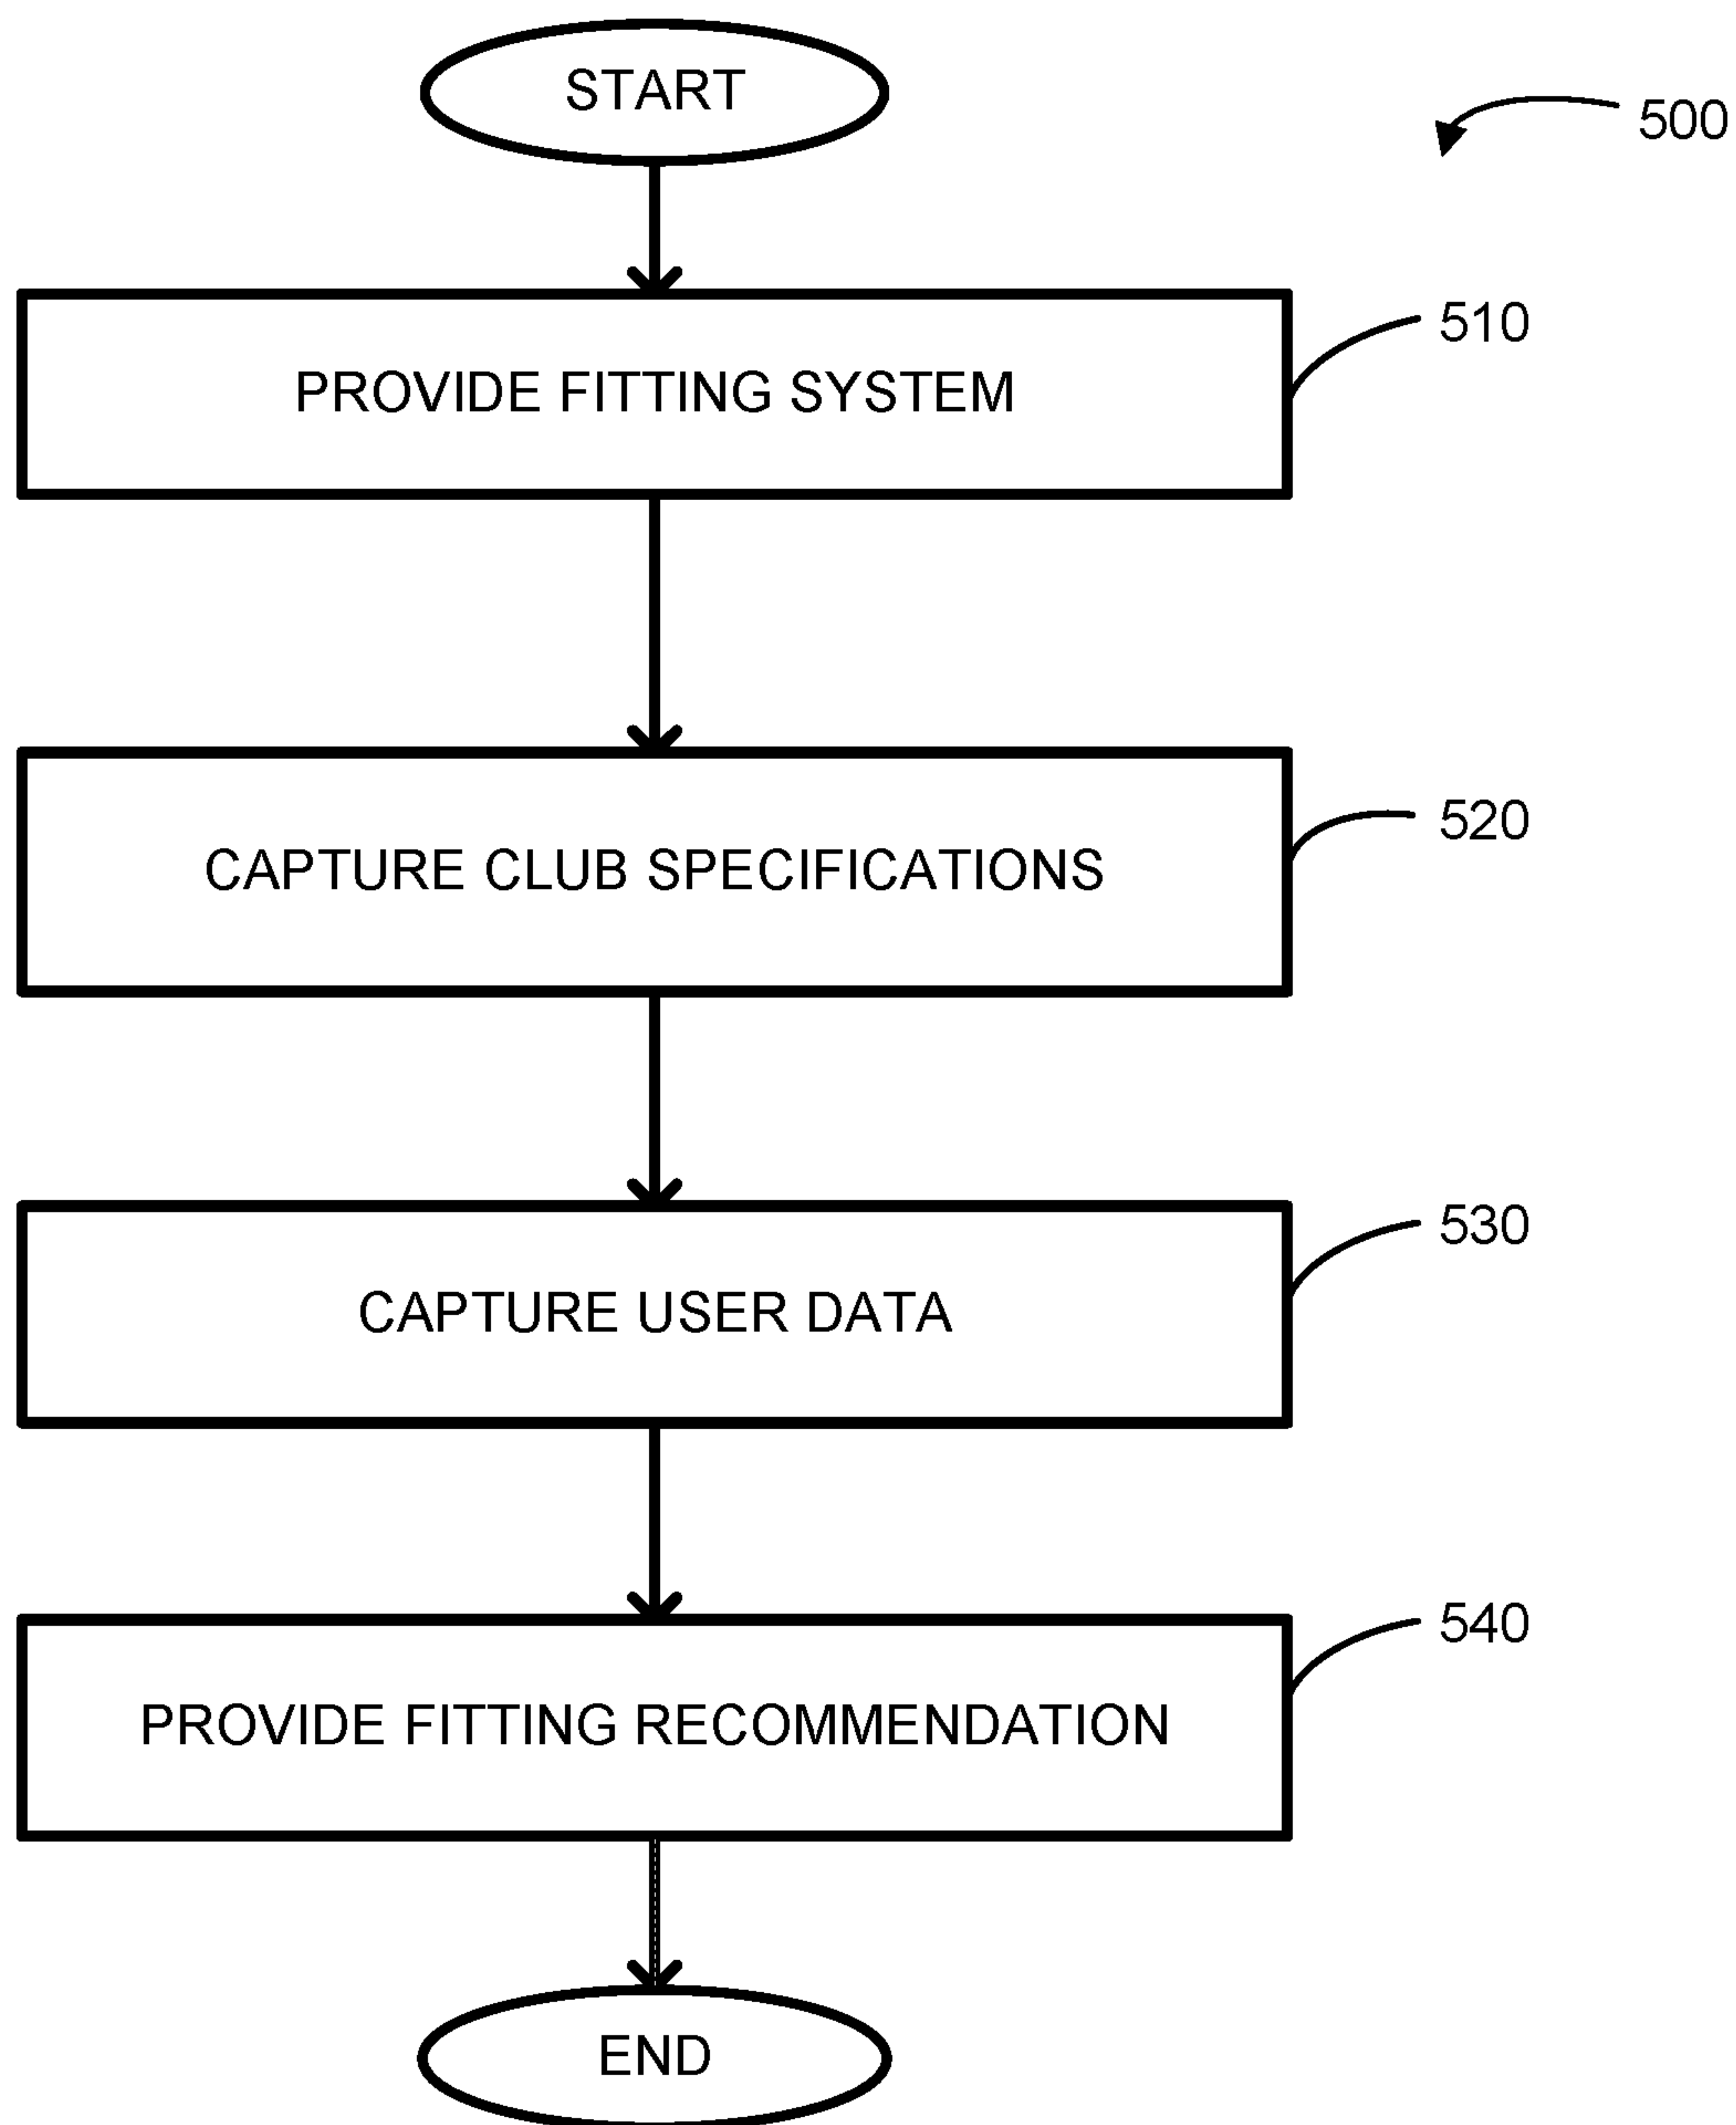 START
500
PROVIDE FITTING SYSTEM
510
CAPTURE CLUB SPECIFICATIONS
520
CAPTURE USER DATA
530
PROVIDE FITTING RECOMMENDATION
540
END